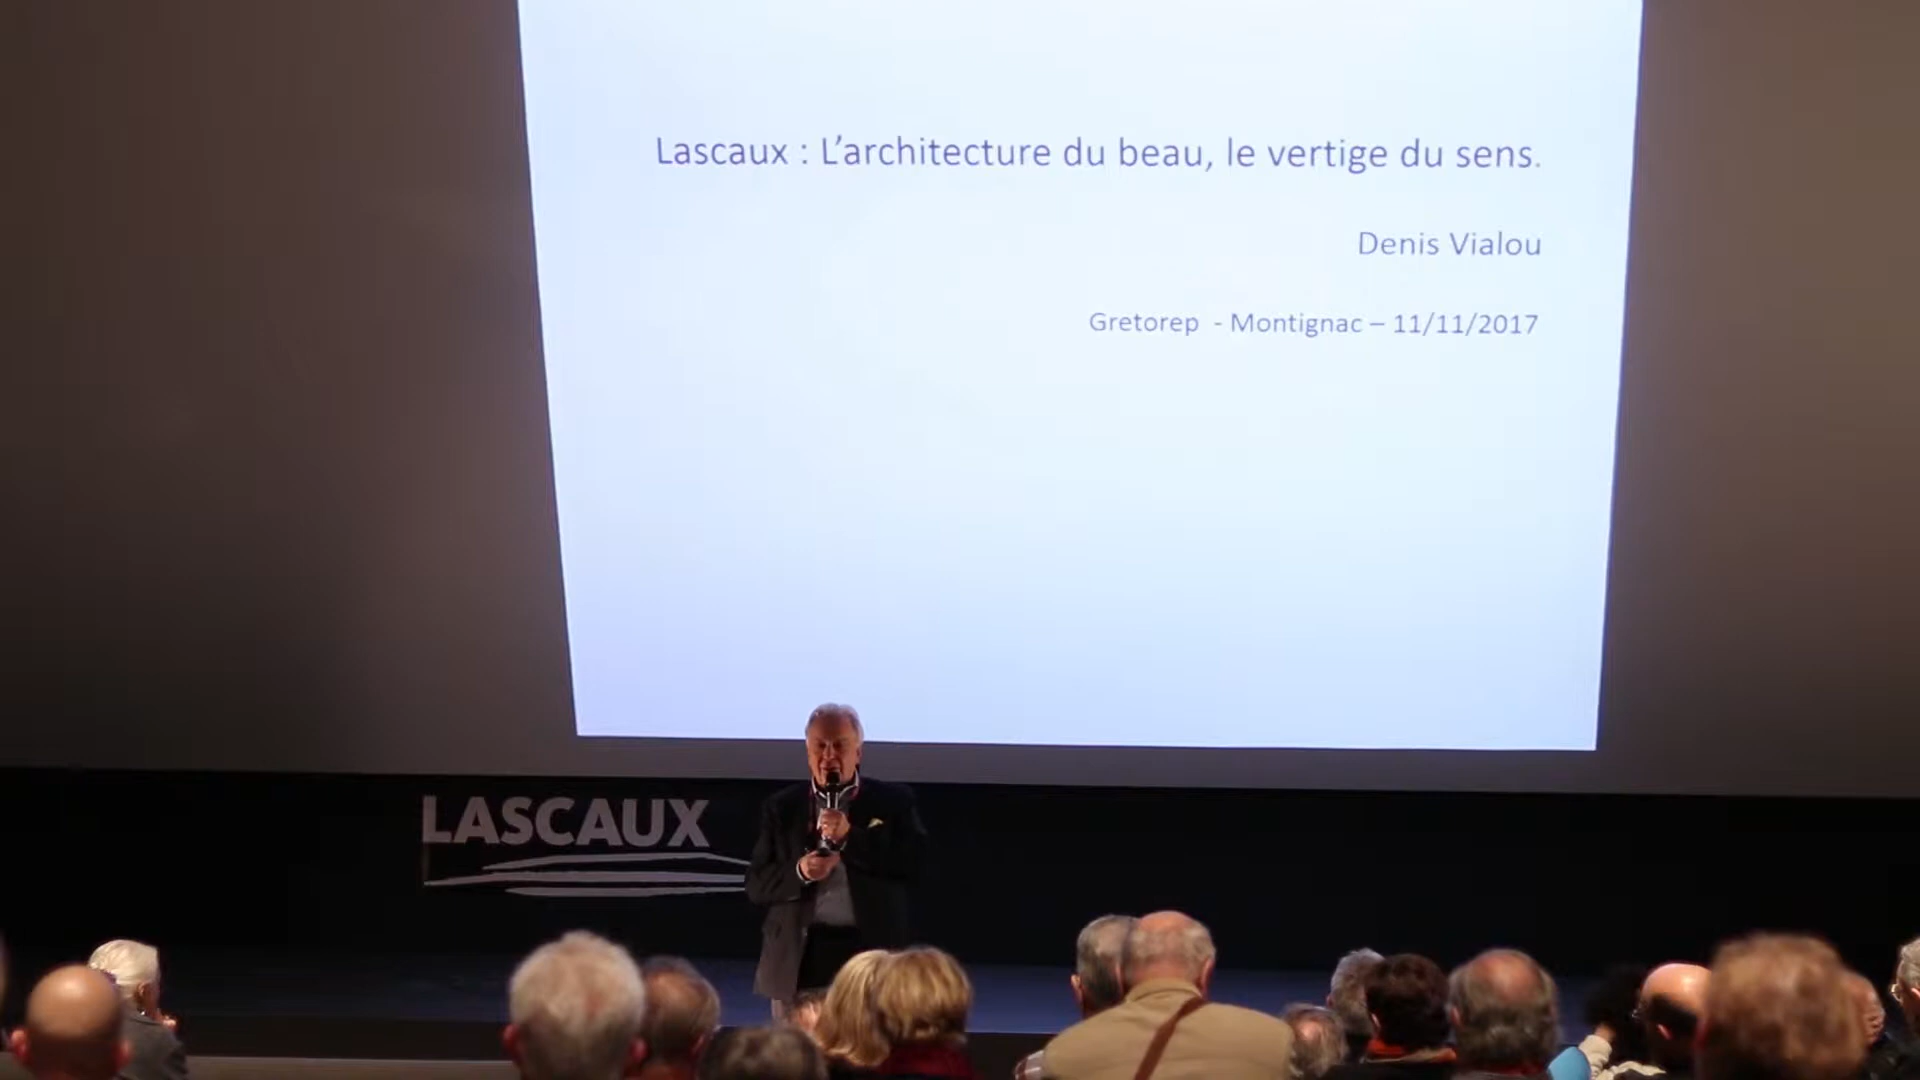 Lascaux : L'architecture du beau, le vertige du sens.
Denis Vialou
Gretorep - Montignac – 11/11/2017
LASCAUX